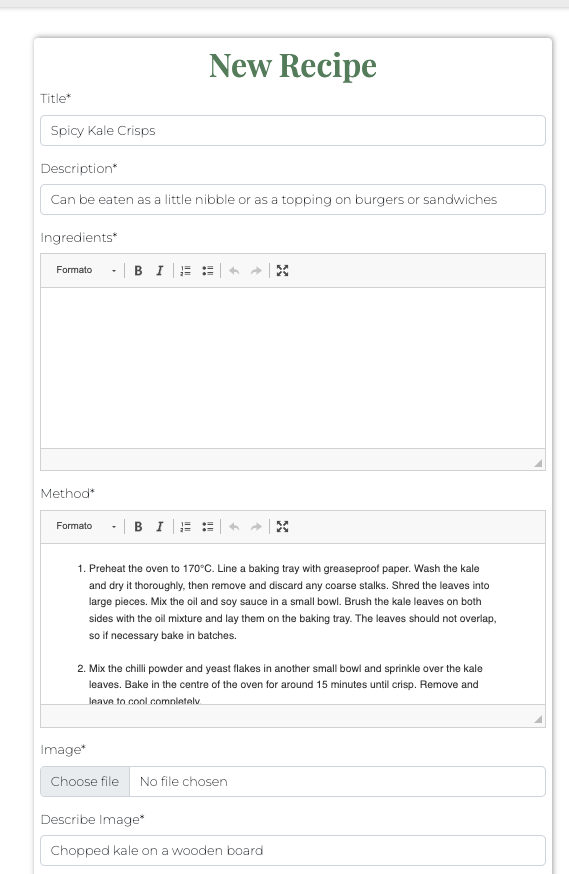 New Recipe
Title*
Spicy Kale Crisps
Description*
Can be eaten as a little nibble or as a topping on burgers or sandwiches
Ingredients*
Formato B I
Method*
Formato B I
1. Preheat the oven to 170°C. Line a baking tray with greaseproof paper. Wash the kale
and dry it thoroughly, then remove and discard any coarse stalks. Shred the leaves into
large pieces. Mix the oil and soy sauce in a small bowl. Brush the kale leaves on both
sides with the oil mixture and lay them on the baking tray. The leaves should not overlap,
so if necessary bake in batches.
2. Mix the chilli powder and yeast flakes in another small bowl and sprinkle over the kale
leaves. Bake in the centre of the oven for around 15 minutes until crisp. Remove and
leave to cool completely.
Image*
Choose file No file chosen
Describe Image*
Chopped kale on a wooden board